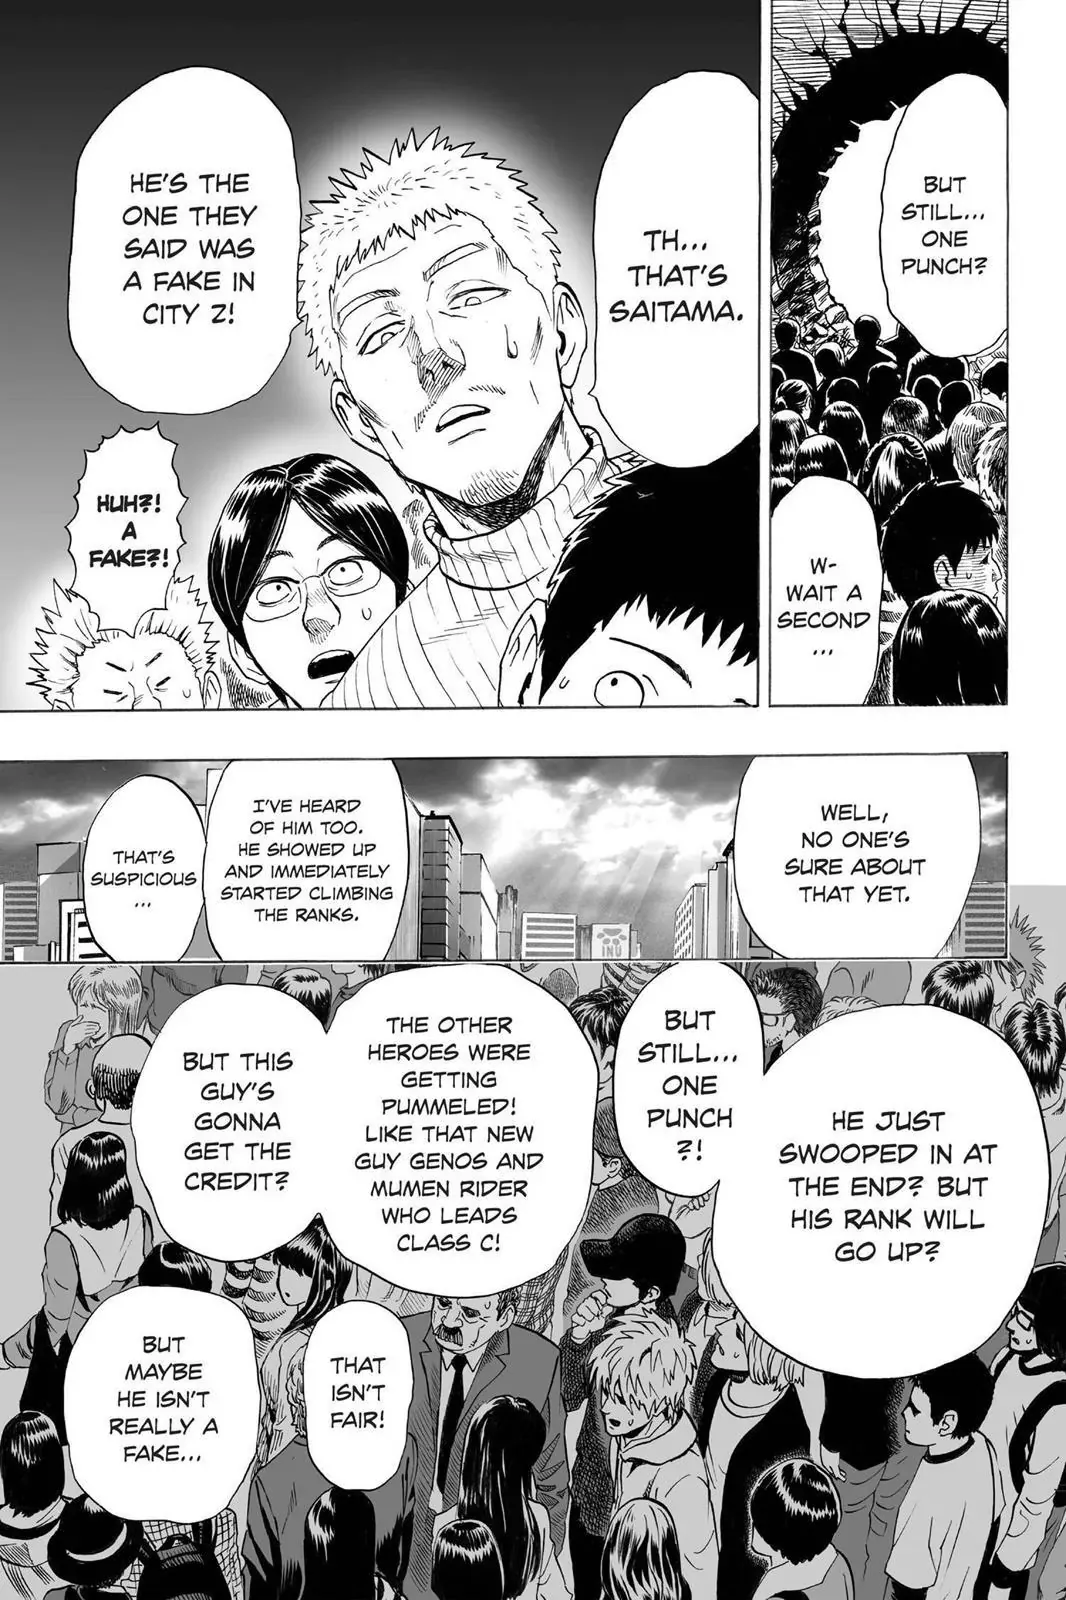 BUT
STILL...
ONE
PUNCH?
W-
WAIT A
SECOND
...
TH...
THAT'S
SAITAMA.
HE'S THE
ONE THEY
SAID WAS
A FAKE IN
CITY Z!
HUH?!
A
FAKE?!
WELL,
NO ONE'S
SURE ABOUT
THAT YET.
INU
I'VE HEARD
OF HIM TOO.
HE SHOWED UP
AND IMMEDIATELY
STARTED CLIMBING
THE RANKS.
THAT'S
SUSPICIOUS
...
HE JUST
SWOOPED IN AT
THE END? BUT
HIS RANK WILL
GO UP?
BUT
STILL...
ONE
PUNCH
?!
THE OTHER
HEROES WERE
GETTING
PUMMELED!
LIKE THAT NEW
GUY GENOS AND
MUMEN RIDER
WHO LEADS
CLASS C!
BUT THIS
GUY'S
GONNA
GET THE
CREDIT?
THAT
ISN'T
FAIR!
BUT
MAYBE
HE ISN'T
REALLY A
FAKE...